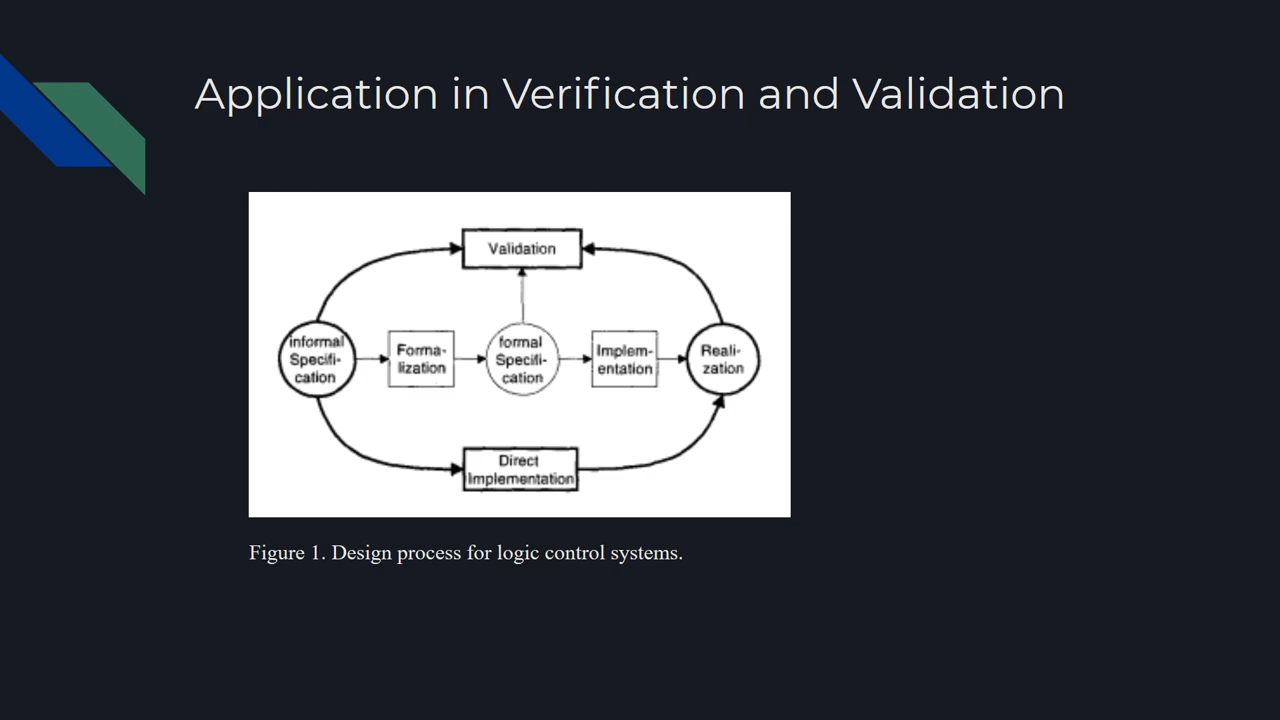 Application in Verification and Validation
Validation
informal
Specifi-
cation
Forma-
lization
formal
Specifi-
cation
Implem-
entation
Reali-
zation
Direct
Implementation
Figure 1. Design process for logic control systems.